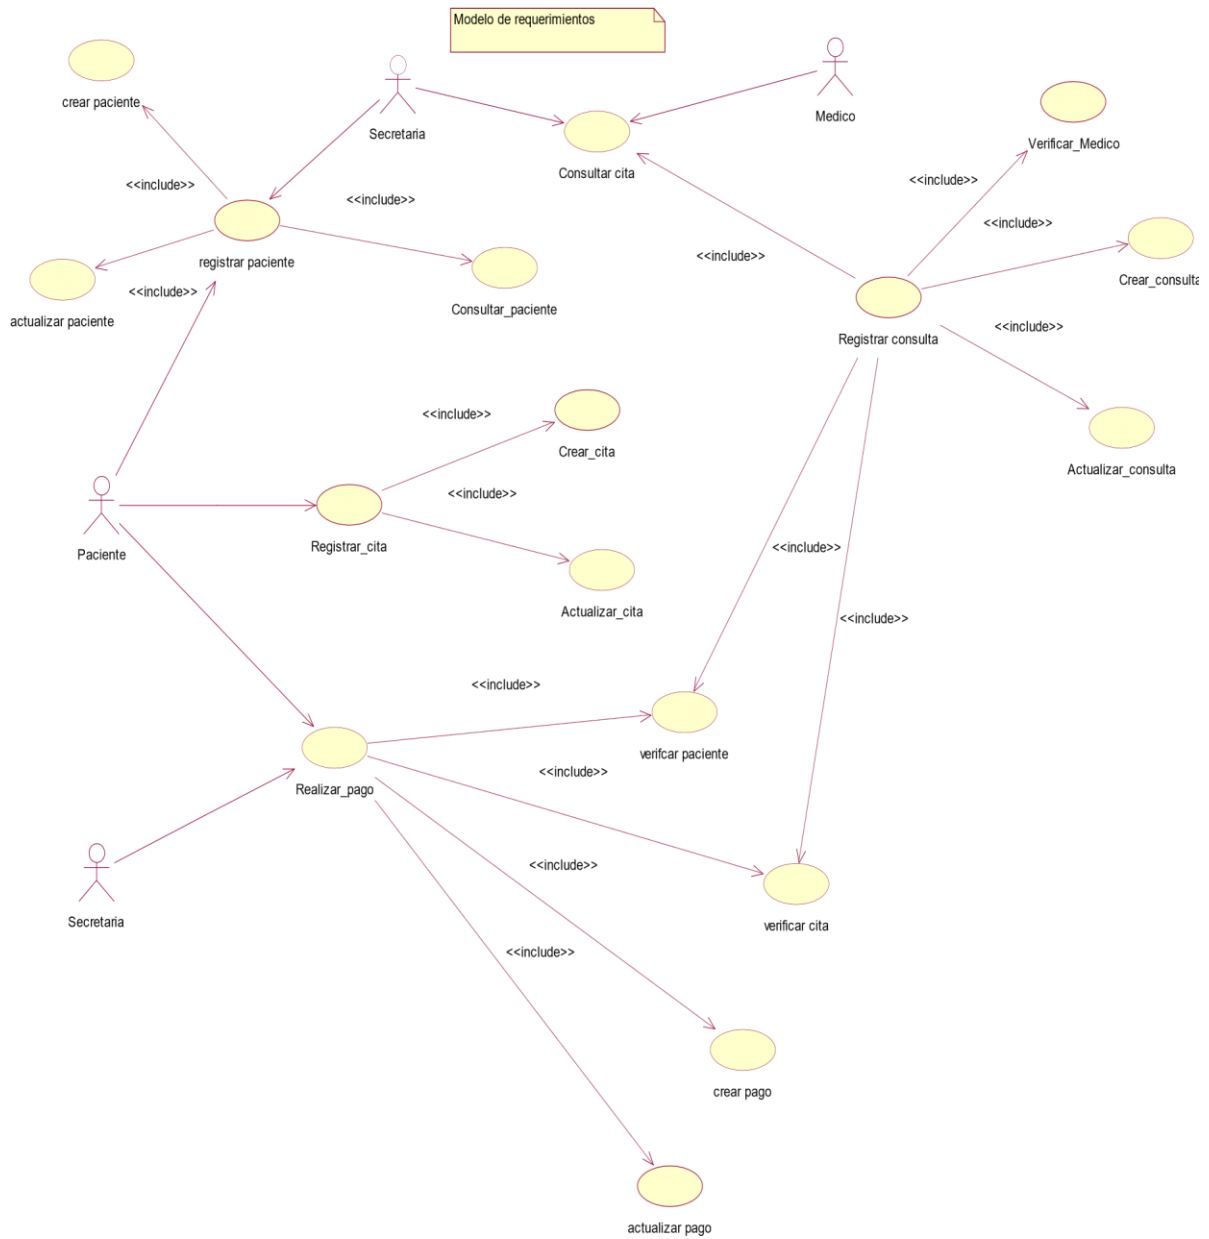 Modelo de requerimientos
crear paciente
Secretaria
Medico
Verificar_Medico
Consultar cita
<<include>>
<<include>>
<<include>>
<<include>>
registrar paciente
<<include>>
Crear_consulta
<<include>>
Consultar_paciente
actualizar paciente
<<include>>
Registrar consulta
<<include>>
Crear_cita
Actualizar_consulta
<<include>>
Paciente
Registrar_cita
<<include>>
Actualizar_cita
<<include>>
<<include>>
verifcar paciente
<<include>>
Realizar_pago
<<include>>
Secretaria
verificar cita
<<include>>
crear pago
actualizar pago